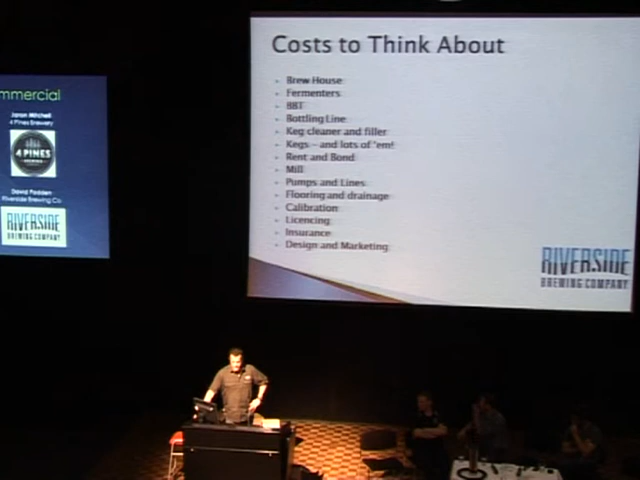 mmercial
Jaron Mitchell
4 Pines Brewery
4 PINES
BREWING
David Padden
Riverside Brewing Co
RIVERSIDE
BREWING COMPANY
Costs to Think About
Brew House
Fermenters
BBT
Bottling Line
Keg cleaner and filler
Kegs – and lots of 'em!
Rent and Bond
Mill
Pumps and Lines
Flooring and drainage
Calibration
Licencing
Insurance
Design and Marketing
RIVERSIDE
BREWING COMPANY